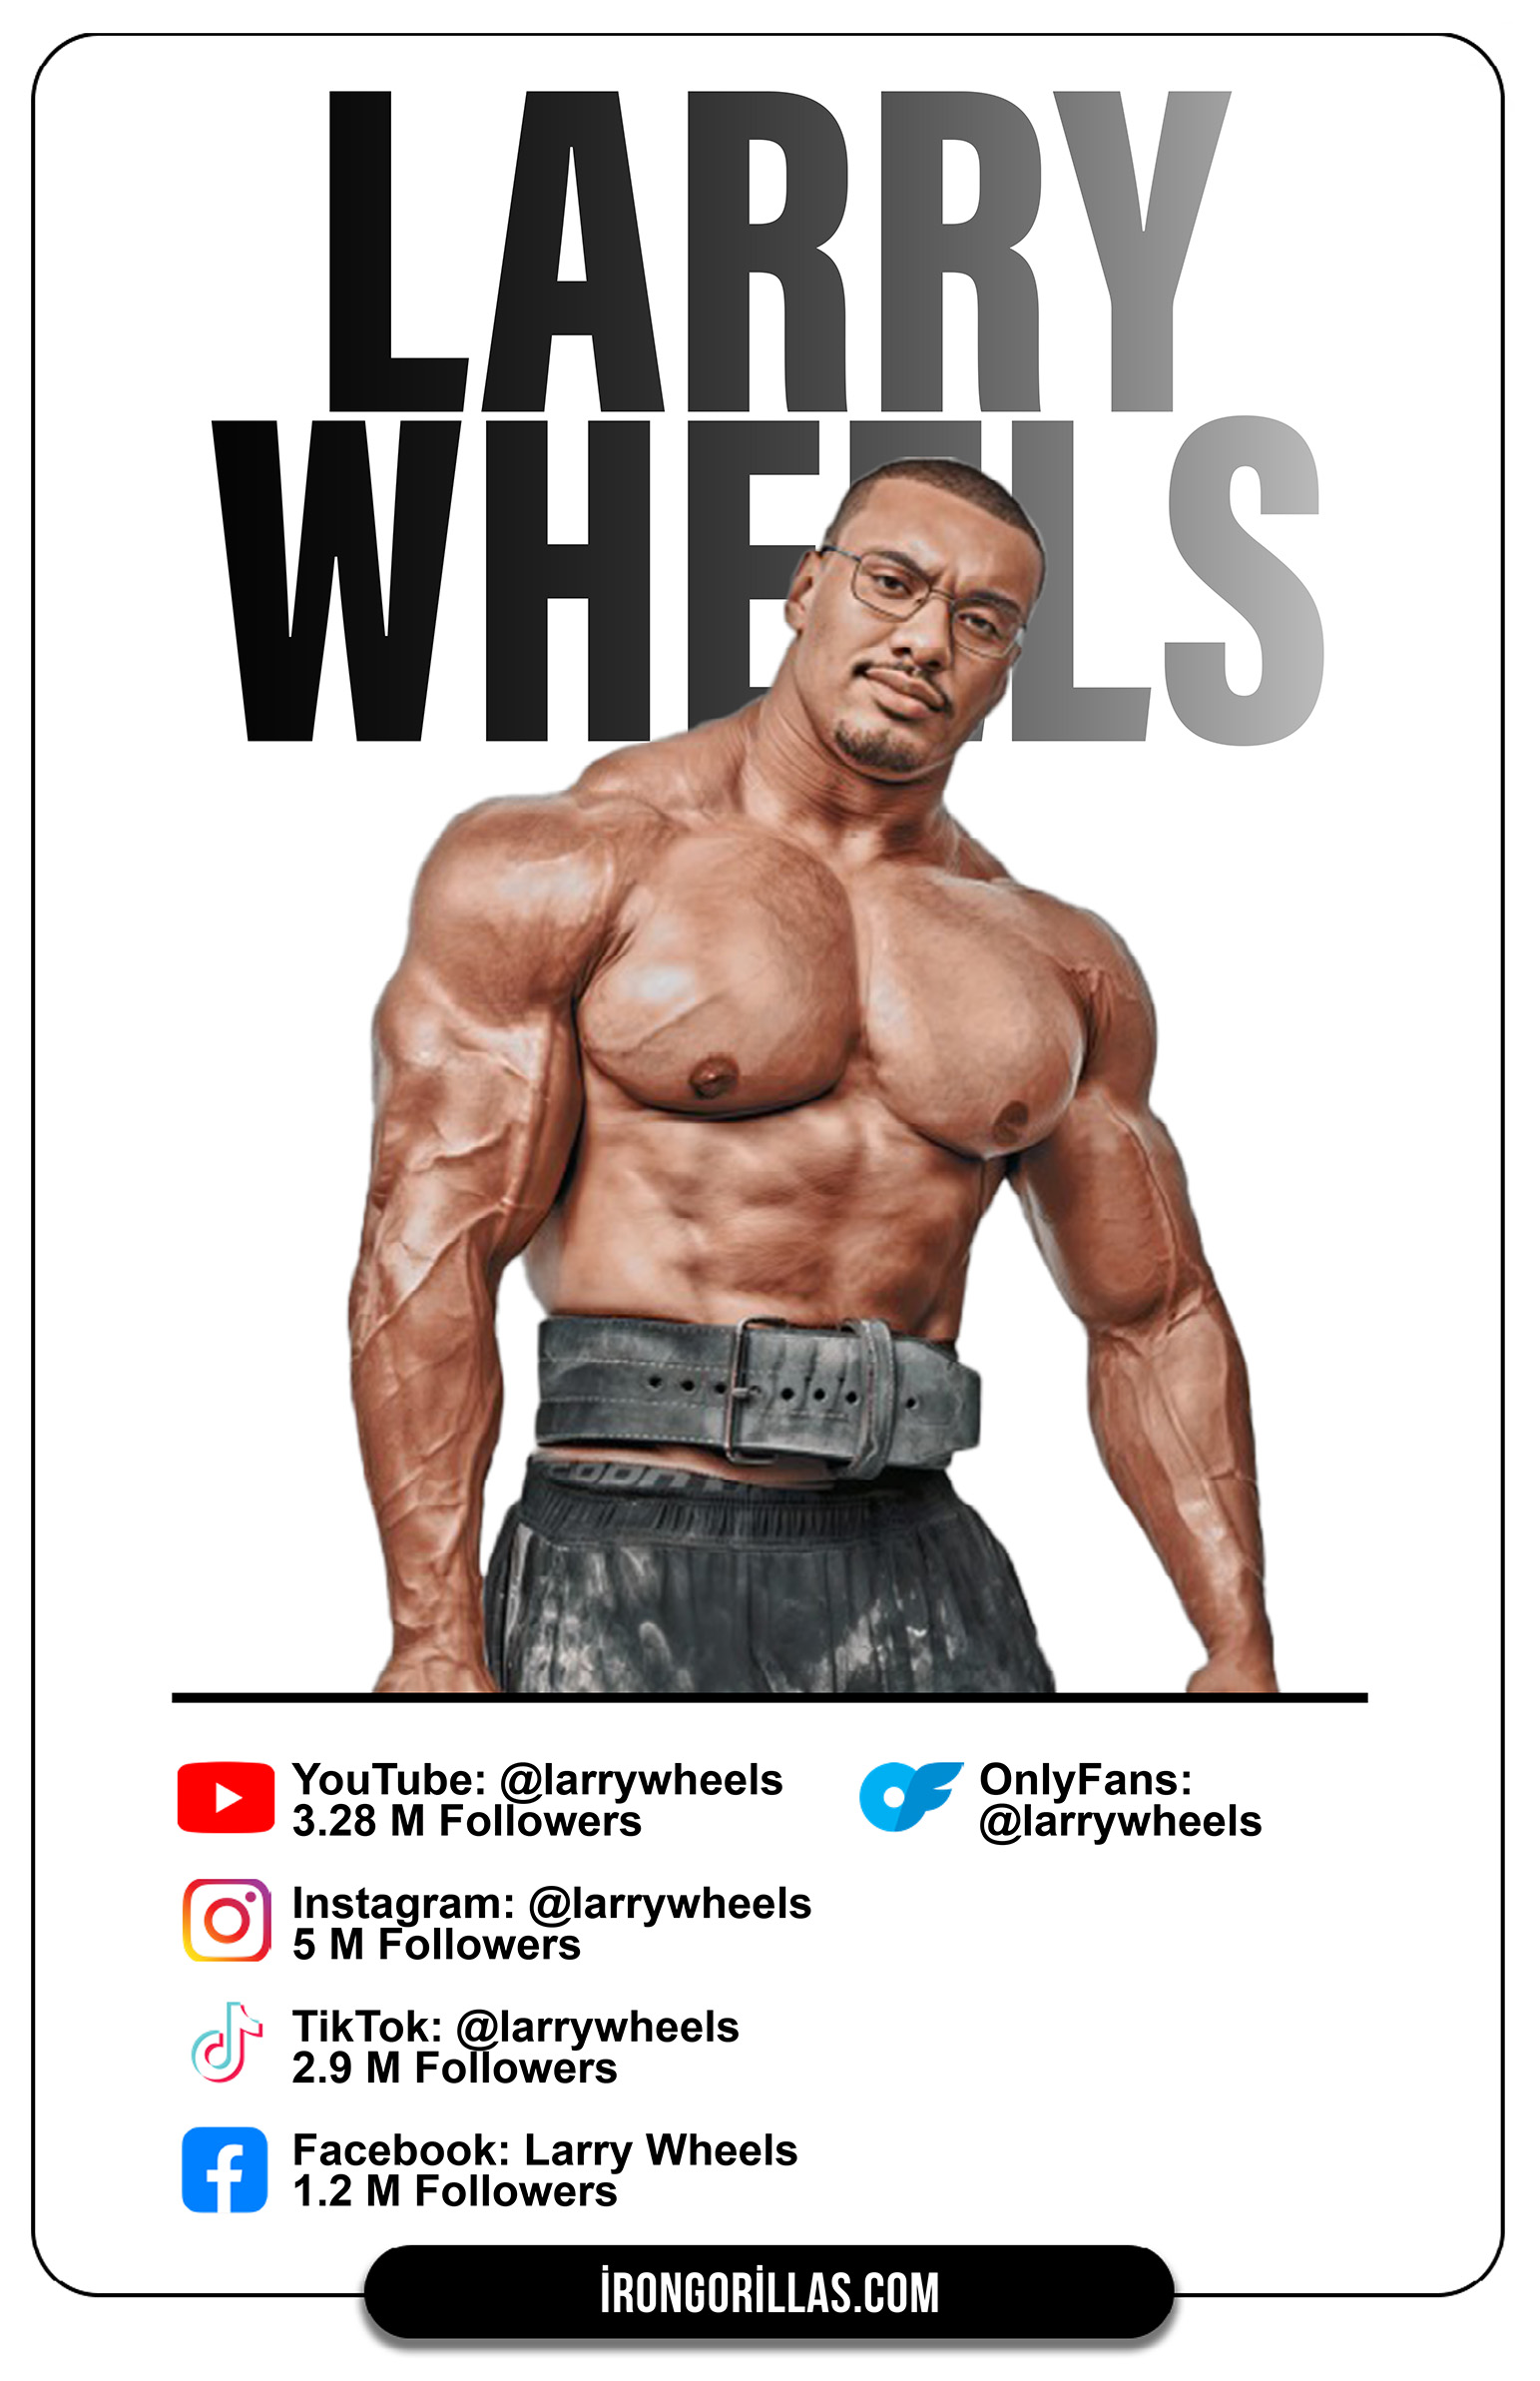 LARRY
WHEELS
YouTube: @larrywheels
3.28 M Followers
OnlyFans:
@larrywheels
Instagram: @larrywheels
5 M Followers
TikTok: @larrywheels
2.9 M Followers
Facebook: Larry Wheels
1.2 M Followers
İRONGORİLLAS.COM